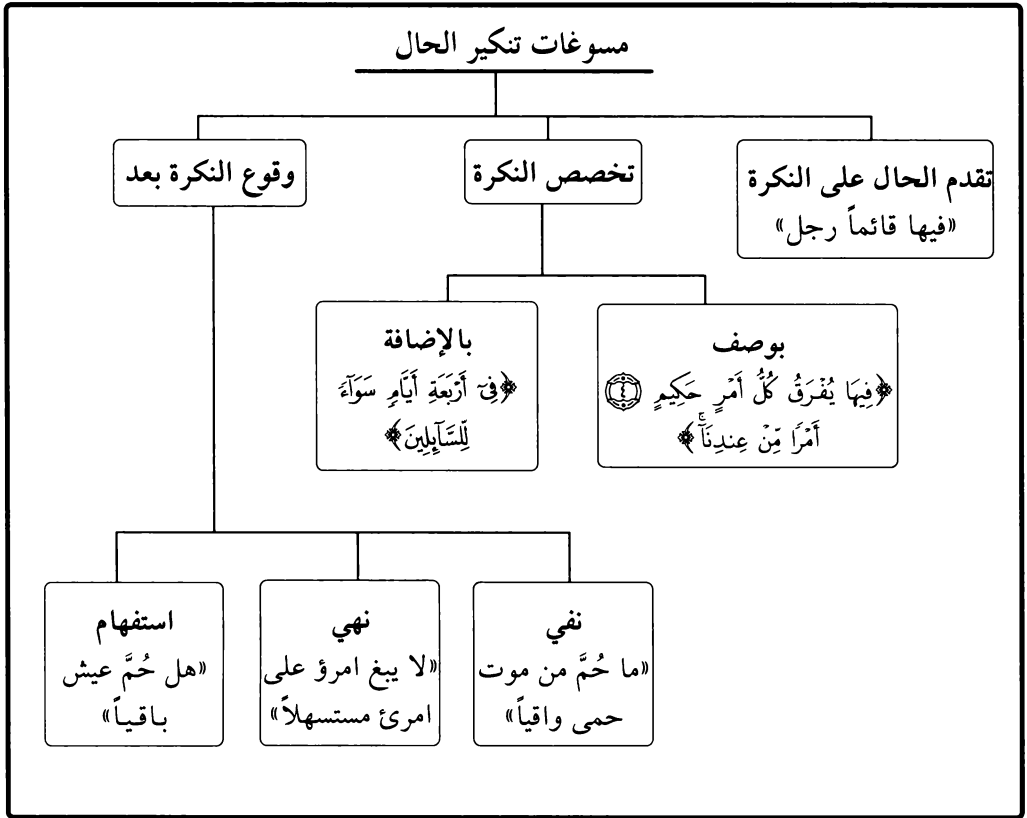 مسوغات تنكير الحال
تقدم الحال على النكرة
«فيها قائماً رجل»
تخصص النكرة
وقوع النكرة بعد
بوصف
﴿فِيهَا يُفْرَقُ كُلُّ أَمْرٍ حَكِيمٍ ٤
أَمْرًا مِّنْ عِندِنَآ﴾
بالإضافة
﴿فِىٓ أَرْبَعَةِ أَيَّامٍ سَوَآءً
لِّلسَّآئِلِينَ﴾
نفي
«ما حُمَّ من موت
حمى واقياً»
نهي
«لا يبغ امرؤ على
امرئ مستسهلاً»
استفهام
«هل حُمَّ عيش
باقياً»